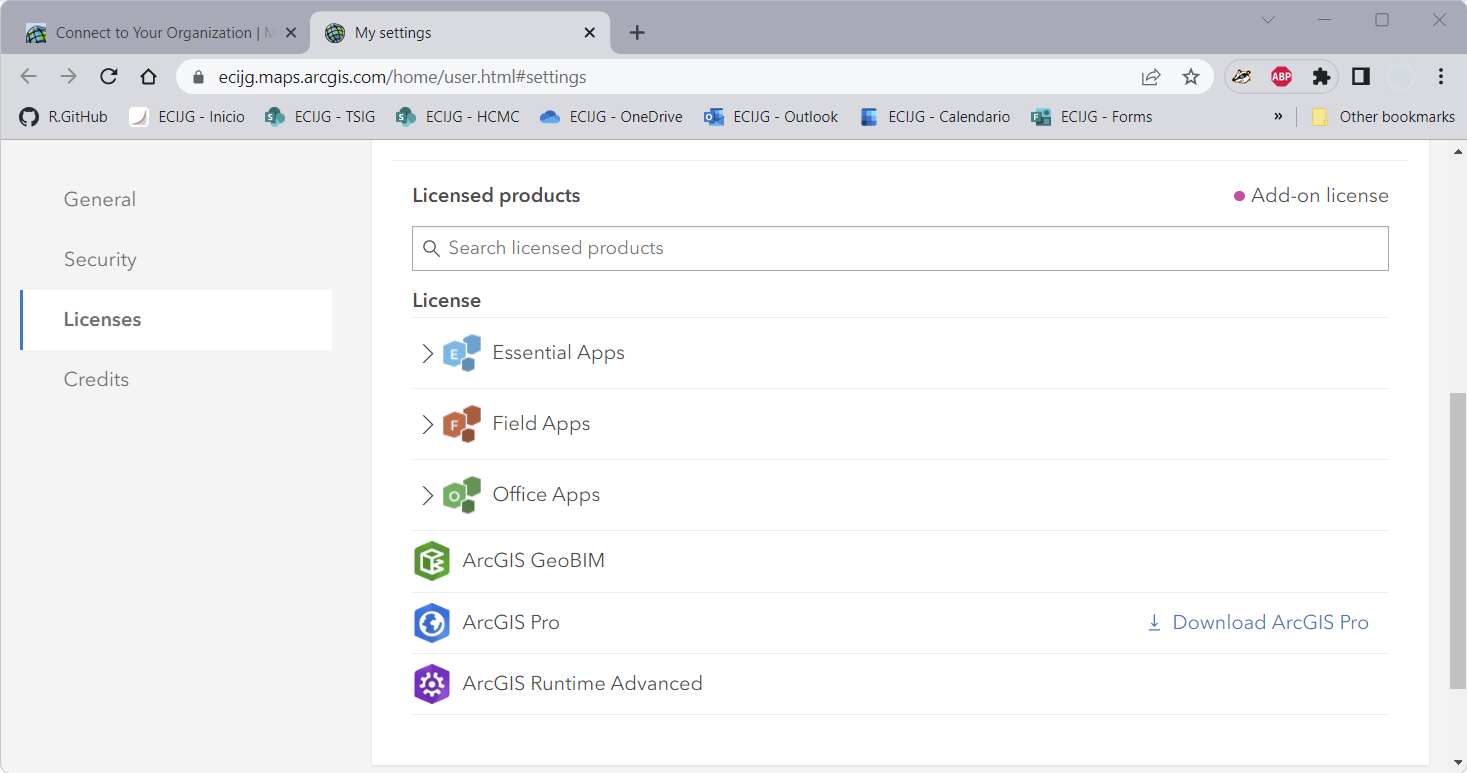 Connect to Your Organization | M
My settings
ecijg.maps.arcgis.com/home/user.html#settings
ABP
R.GitHub
ECIJG - Inicio
ECIJG - TSIG
ECIJG - HCMC
ECIJG - OneDrive
ECIJG - Outlook
ECIJG - Calendario
ECIJG - Forms
»
Other bookmarks
General
Security
Licenses
Credits
Licensed products
Add-on license
Search licensed products
License
E Essential Apps
F Field Apps
O Office Apps
ArcGIS GeoBIM
ArcGIS Pro
Download ArcGIS Pro
ArcGIS Runtime Advanced